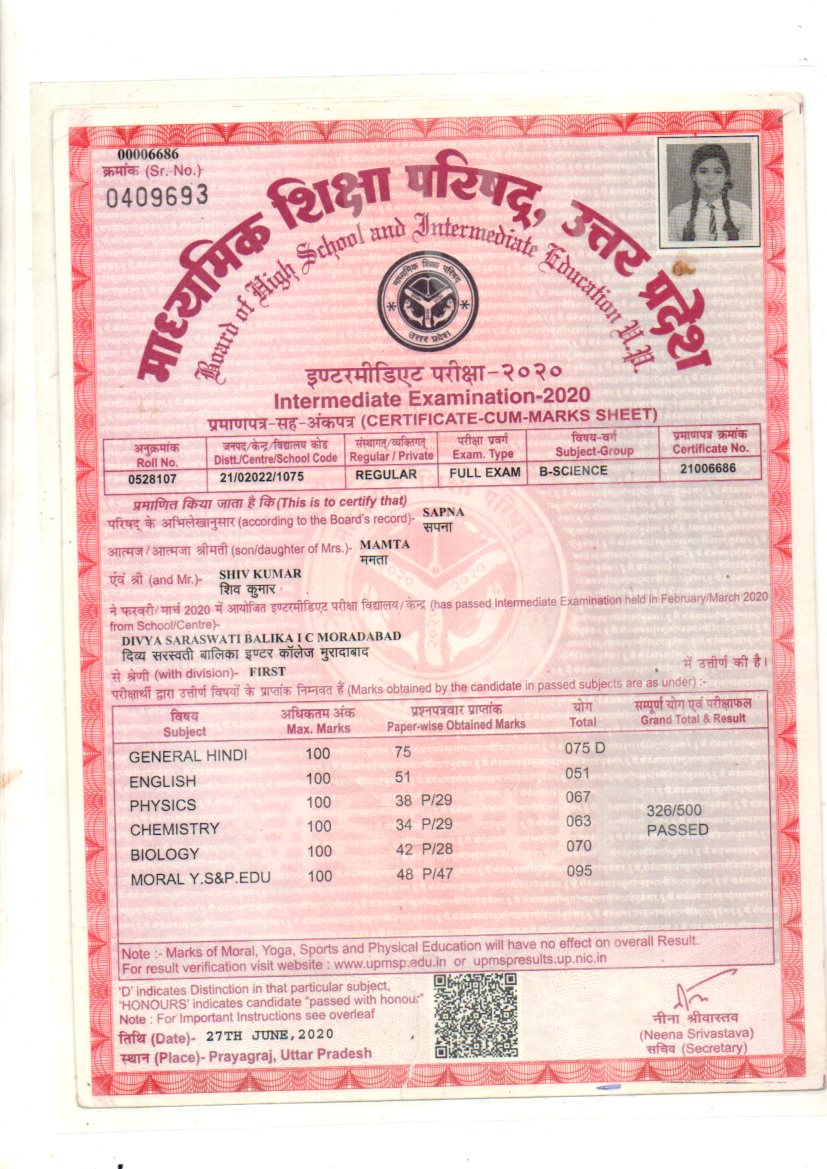 00006686
क्रमांक (Sr. No.)
0409693
माध्यमिक शिक्षा परिषद्, उत्तर प्रदेश
Board of High School and Intermediate Education U.P.
माध्यमिक शिक्षा परिषद
उत्तर प्रदेश
इण्टरमीडिएट परीक्षा-२०२०
Intermediate Examination-2020
प्रमाणपत्र-सह-अंकपत्र (CERTIFICATE-CUM-MARKS SHEET)
अनुक्रमांक जनपद/केन्द्र/विद्यालय कोड संस्थागत/व्यक्तिगत् परीक्षा प्रवर्ग विषय-वर्ग प्रमाणपत्र क्रमांक
Roll No. Distt./Centre/School Code Regular / Private Exam. Type Subject-Group Certificate No.
0528107 21/02022/1075 REGULAR FULL EXAM B-SCIENCE 21006686
प्रमाणित किया जाता है कि (This is to certify that)
परिषद के अभिलेखानुसार (according to the Board's record)- SAPNA
सपना
आत्मज/आत्मजा श्रीमती (son/daughter of Mrs.)- MAMTA
ममता
एंव श्री (and Mr.)- SHIV KUMAR
शिव कुमार
ने फरवरी/मार्च 2020 में आयोजित इण्टरमीडिएट परीक्षा विद्यालय/केन्द्र (has passed Intermediate Examination held in February/March 2020
from School/Centre)-
DIVYA SARASWATI BALIKA I C MORADABAD
दिव्य सरस्वती बालिका इण्टर कॉलेज मुरादाबाद
से श्रेणी (with division)- FIRST में उत्तीर्ण की है।
परीक्षार्थी द्वारा उत्तीर्ण विषयों के प्राप्तांक निम्नवत हैं (Marks obtained by the candidate in passed subjects are as under) :-
विषय अधिकतम अंक प्रश्नपत्रवार प्राप्तांक योग सम्पूर्ण योग एवं परीक्षाफल
Subject Max. Marks Paper-wise Obtained Marks Total Grand Total & Result
GENERAL HINDI 100 75 075 D
ENGLISH 100 51 051
PHYSICS 100 38 P/29 067
326/500
CHEMISTRY 100 34 P/29 063
PASSED
BIOLOGY 100 42 P/28 070
MORAL Y.S&P.EDU 100 48 P/47 095
Note :- Marks of Moral, Yoga, Sports and Physical Education will have no effect on overall Result.
For result verification visit website : www.upmsp.edu.in or upmspresults.up.nic.in
'D' indicates Distinction in that particular subject,
'HONOURS' indicates candidate "passed with honour"
Note : For Important Instructions see overleaf
तिथि (Date)- 27TH JUNE,2020
स्थान (Place)- Prayagraj, Uttar Pradesh
नीना श्रीवास्तव
(Neena Srivastava)
सचिव (Secretary)